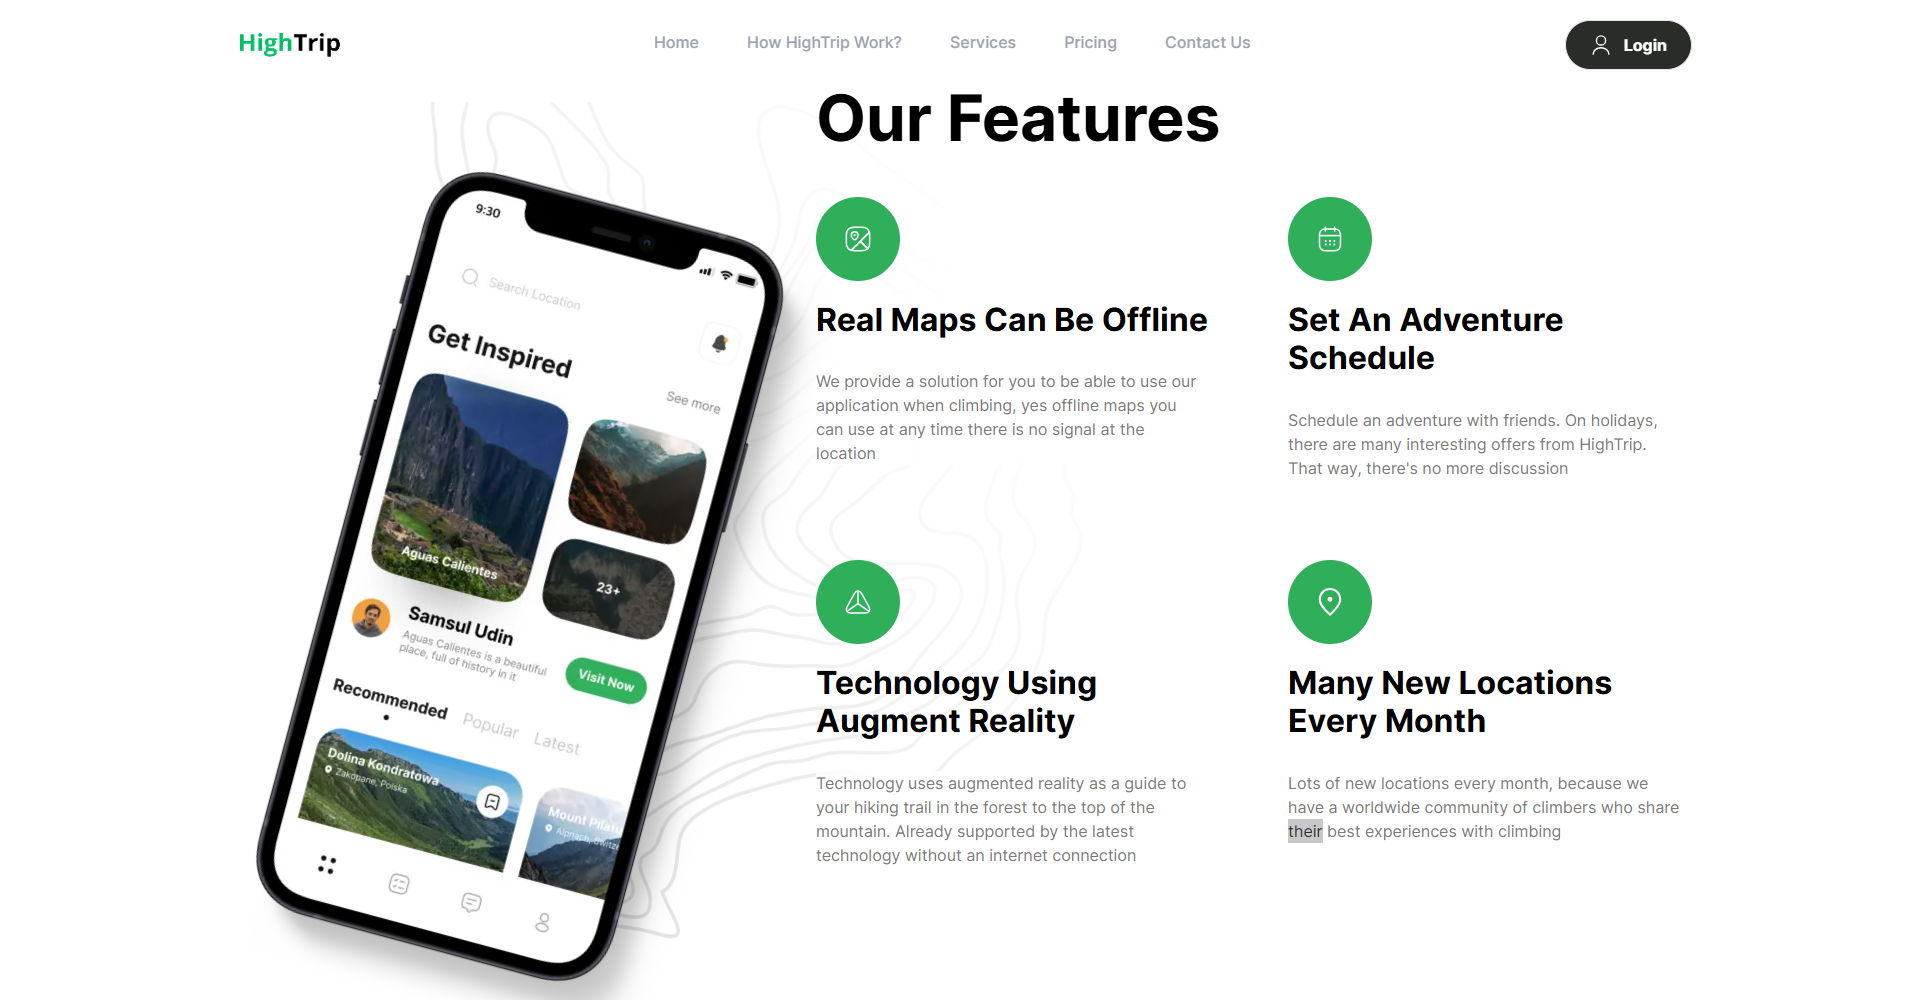 HighTrip
Home
How HighTrip Work?
Services
Pricing
Contact Us
Login
Our Features
9:30
Search Location
Get Inspired
See more
Aguas Calientes
23+
Samsul Udin
Aguas Calientes is a beautiful
place, full of history in it
Visit Now
Recommended
Popular
Latest
Dolina Kondratowa
Zakopane, Polska
Mount
Alpnach,
Real Maps Can Be Offline
We provide a solution for you to be able to use our
application when climbing, yes offline maps you
can use at any time there is no signal at the
location
Set An Adventure
Schedule
Schedule an adventure with friends. On holidays,
there are many interesting offers from HighTrip.
That way, there's no more discussion
Technology Using
Augment Reality
Technology uses augmented reality as a guide to
your hiking trail in the forest to the top of the
mountain. Already supported by the latest
technology without an internet connection
Many New Locations
Every Month
Lots of new locations every month, because we
have a worldwide community of climbers who share
their best experiences with climbing